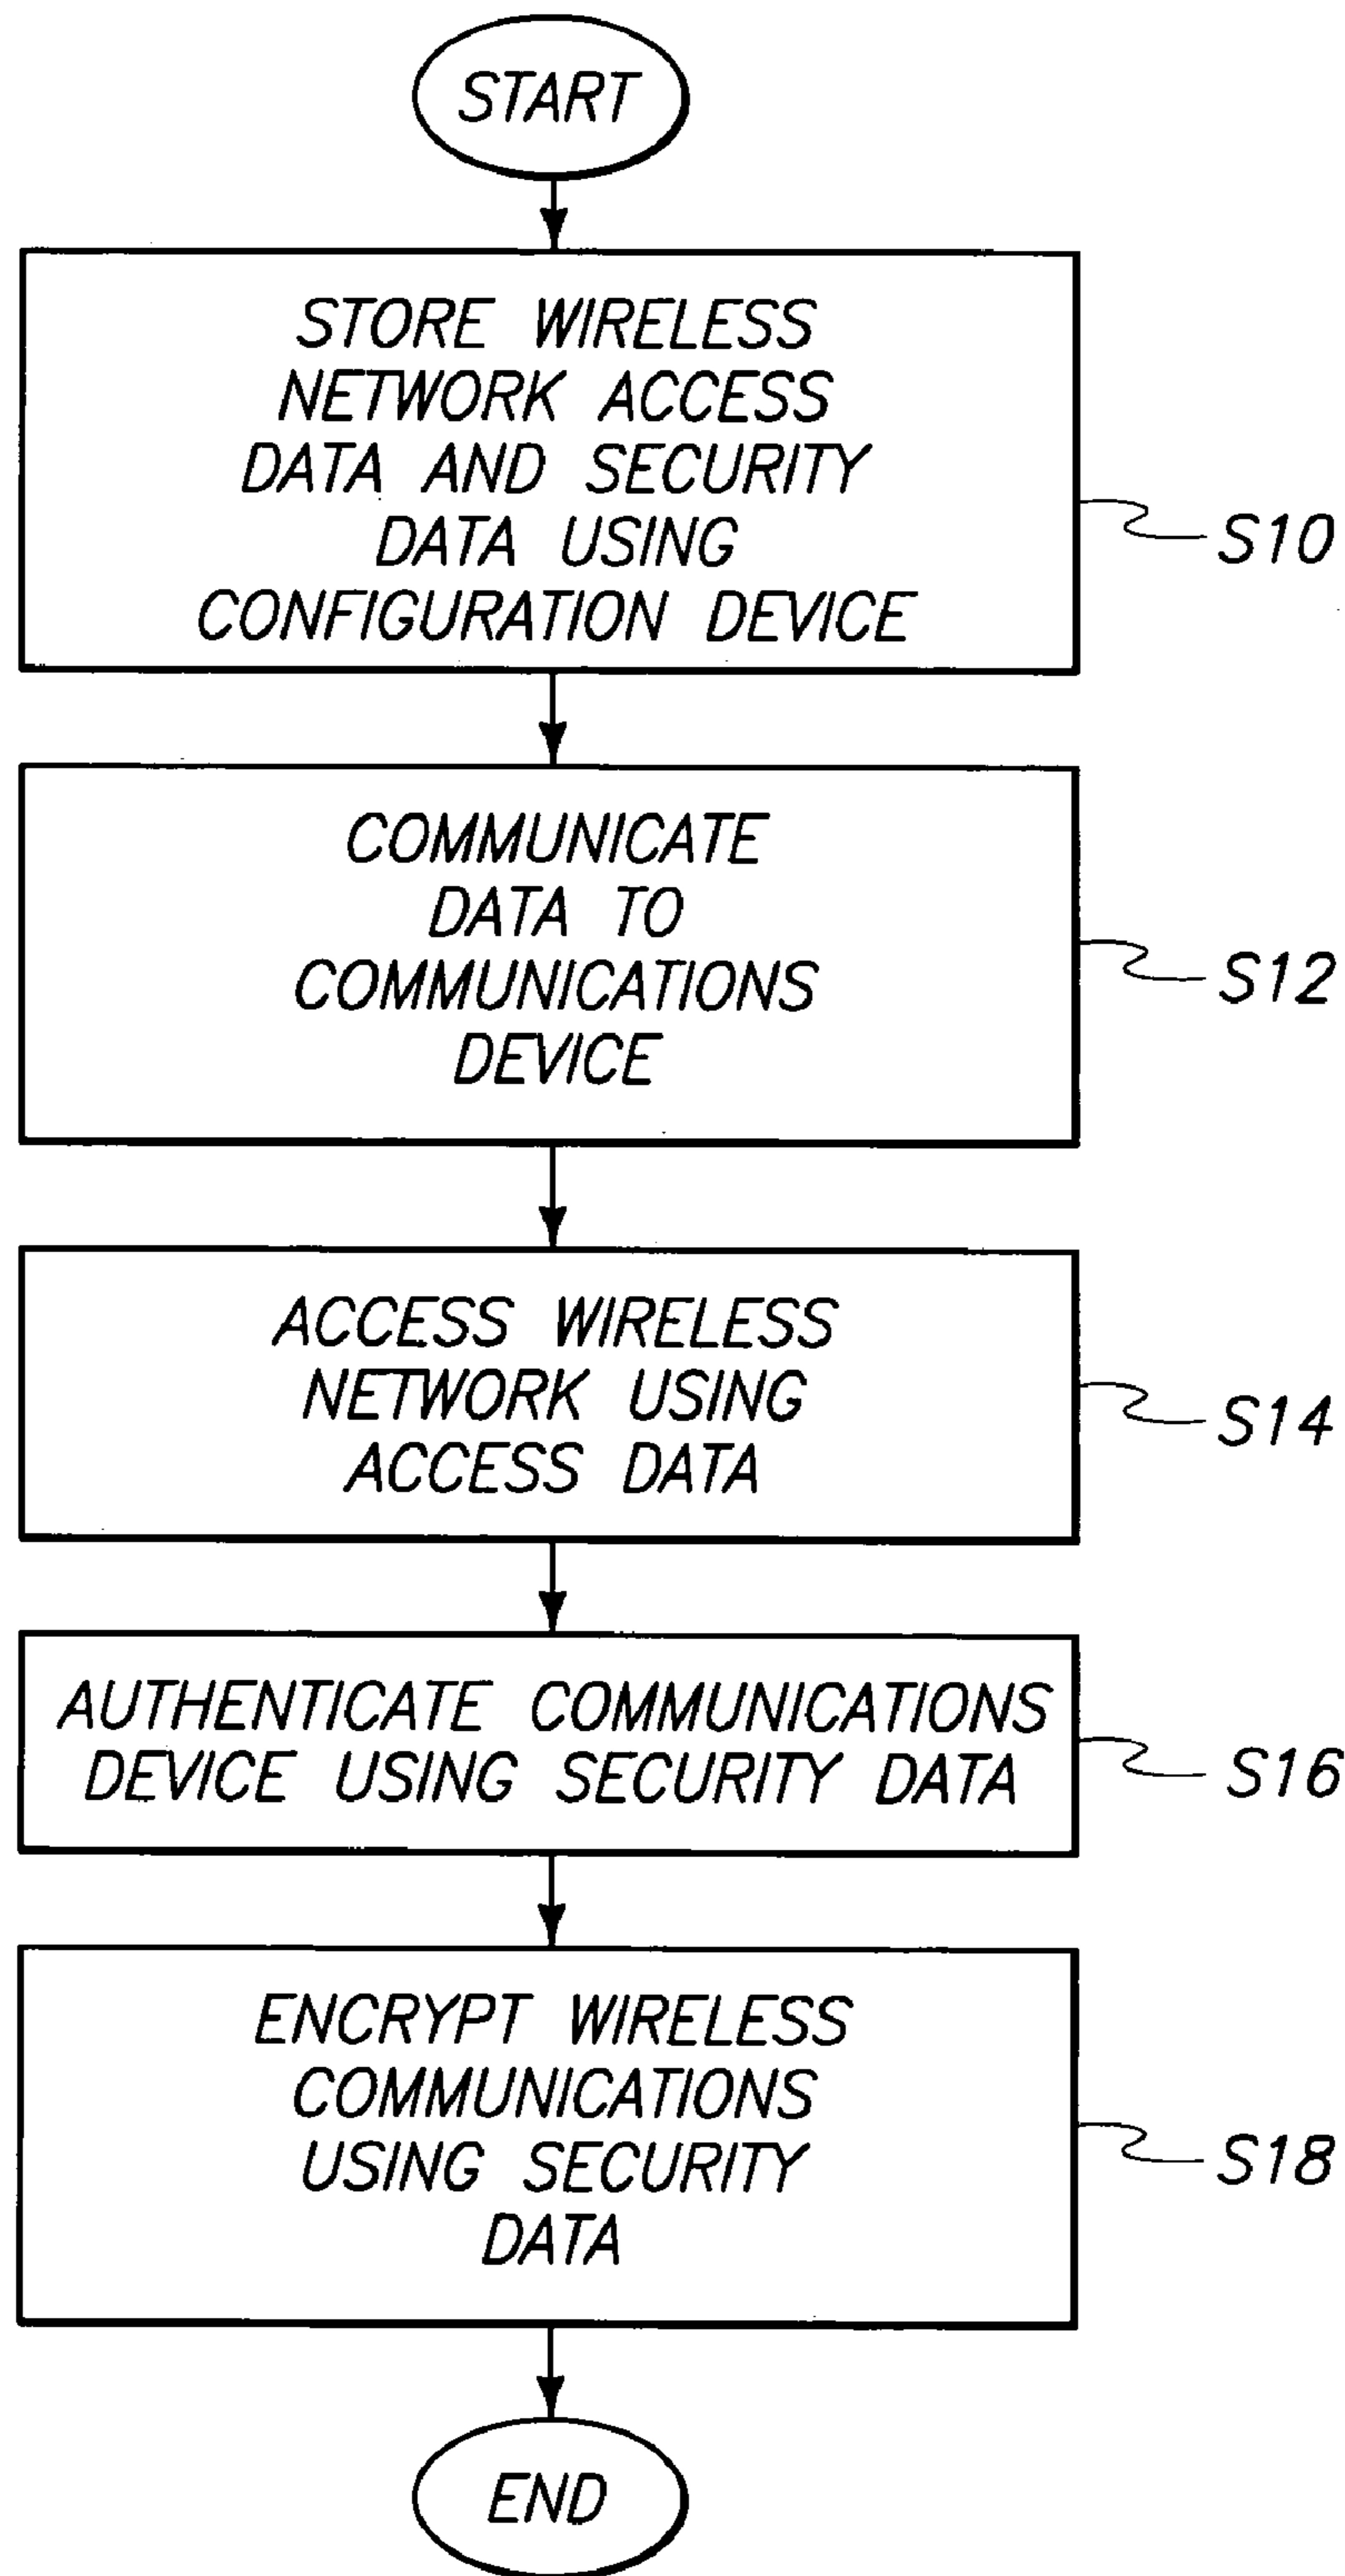 START
STORE WIRELESS
NETWORK ACCESS
DATA AND SECURITY
DATA USING
CONFIGURATION DEVICE
S10
COMMUNICATE
DATA TO
COMMUNICATIONS
DEVICE
S12
ACCESS WIRELESS
NETWORK USING
ACCESS DATA
S14
AUTHENTICATE COMMUNICATIONS
DEVICE USING SECURITY DATA
S16
ENCRYPT WIRELESS
COMMUNICATIONS
USING SECURITY
DATA
S18
END